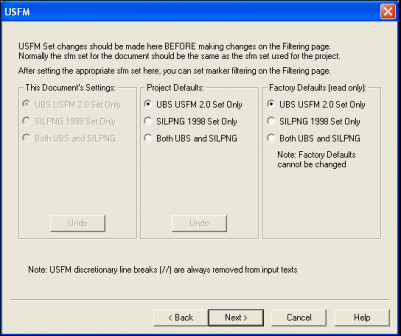 USFM
USFM Set changes should be made here BEFORE making changes on the Filtering page.
Normally the sfm set for the document should be the same as the sfm set used for the project.
After setting the appropriate sfm set here, you can set marker filtering on the Filtering page.
This Document's Settings:
UBS USFM 2.0 Set Only
SILPNG 1998 Set Only
Both UBS and SILPNG
Undo
Project Defaults:
UBS USFM 2.0 Set Only
SILPNG 1998 Set Only
Both UBS and SILPNG
Undo
Factory Defaults (read only):
UBS USFM 2.0 Set Only
SILPNG 1998 Set Only
Both UBS and SILPNG
Note: Factory Defaults
cannot be changed
Note: USFM discretionary line breaks (//) are always removed from input texts
< Back
Next >
Cancel
Help